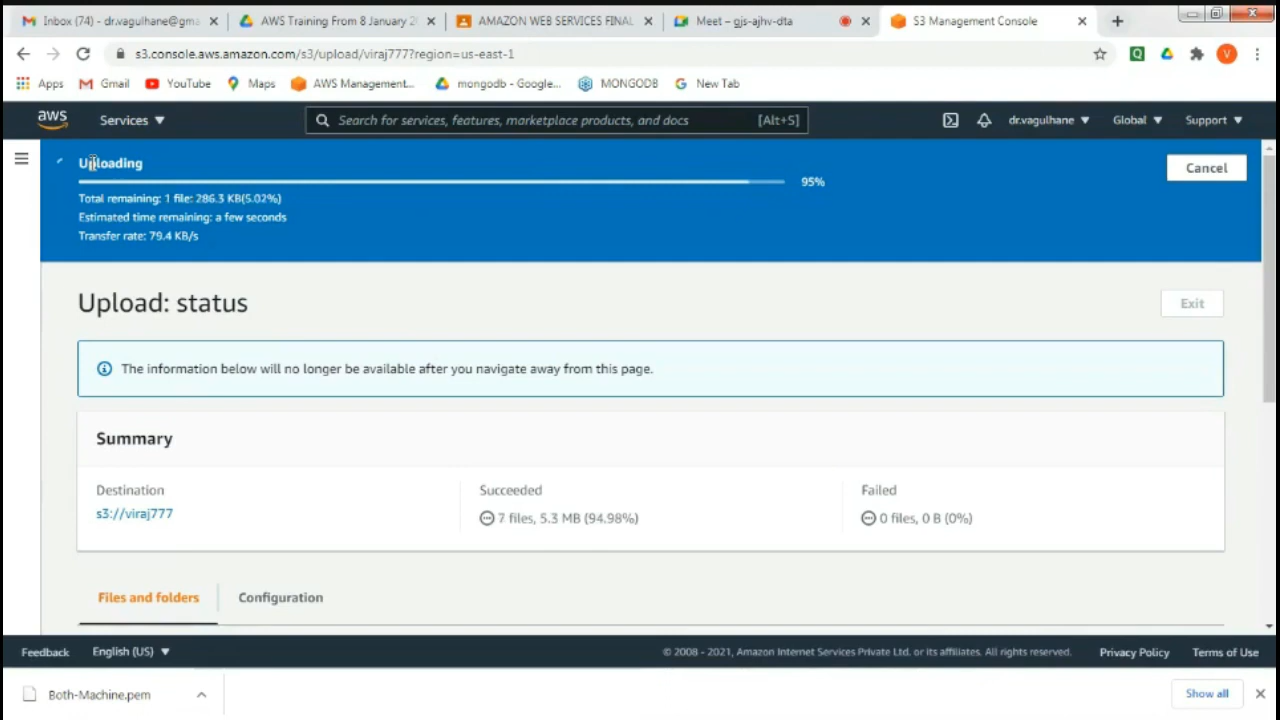 Inbox (74) - dr.vagulhane@gma
AWS Training From 8 January 2
AMAZON WEB SERVICES FINAL
Meet – gjs-ajhv-dta
S3 Management Console
s3.console.aws.amazon.com/s3/upload/viraj777?region=us-east-1
Q
V
Apps
Gmail
YouTube
Maps
AWS Management...
mongodb - Google...
MONGODB
New Tab
aws
Services
Search for services, features, marketplace products, and docs
[Alt+S]
dr.vagulhane
Global
Support
Uploading
Cancel
95%
Total remaining: 1 file: 286.3 KB(5.02%)
Estimated time remaining: a few seconds
Transfer rate: 79.4 KB/s
Upload: status
Exit
The information below will no longer be available after you navigate away from this page.
Summary
Destination
s3://viraj777
Succeeded
7 files, 5.3 MB (94.98%)
Failed
0 files, 0 B (0%)
Files and folders
Configuration
Feedback
English (US)
© 2008 - 2021, Amazon Internet Services Private Ltd. or its affiliates. All rights reserved.
Privacy Policy
Terms of Use
Both-Machine.pem
Show all